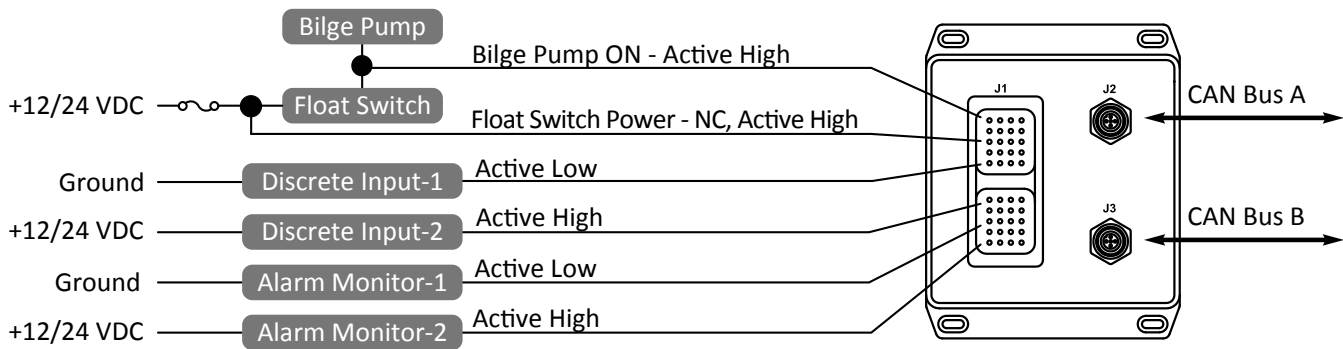 Bilge Pump
Bilge Pump ON - Active High
+12/24 VDC
Float Switch
Float Switch Power - NC, Active High
J1
J2
CAN Bus A
Ground
Discrete Input-1
Active Low
+12/24 VDC
Discrete Input-2
Active High
J3
CAN Bus B
Ground
Alarm Monitor-1
Active Low
+12/24 VDC
Alarm Monitor-2
Active High